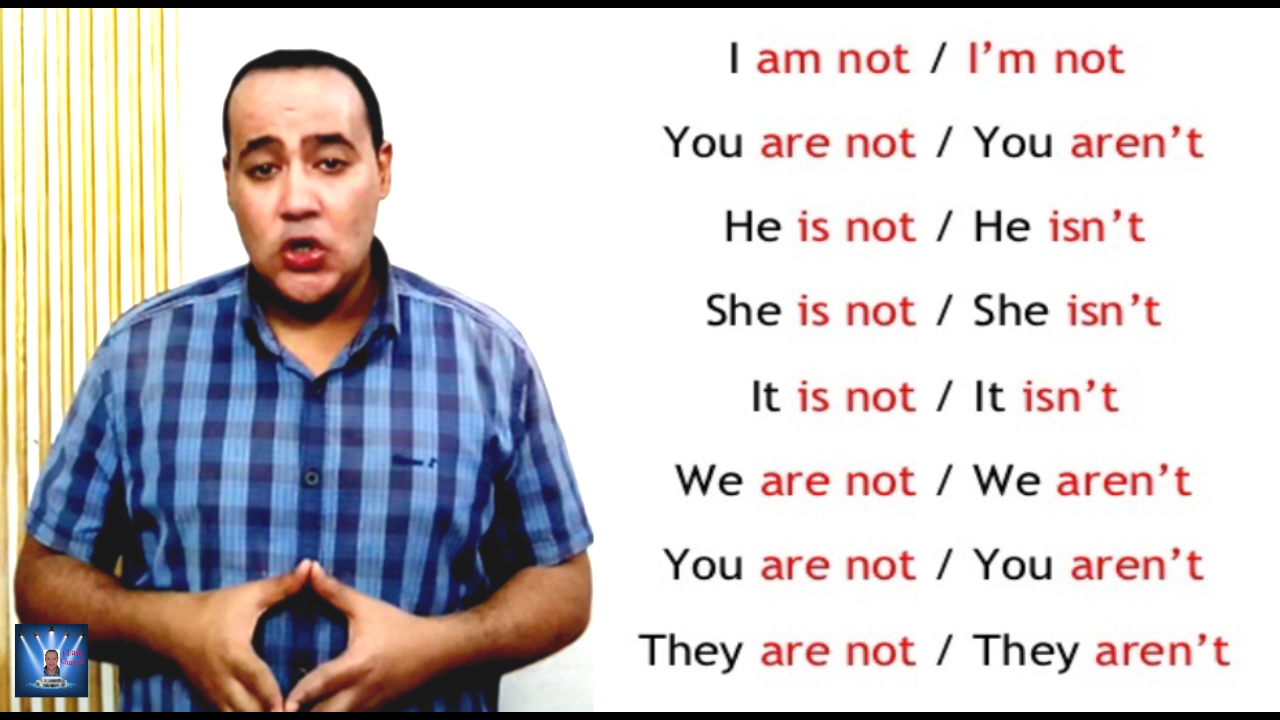 I am not / I’m not
You are not / You aren’t
He is not / He isn’t
She is not / She isn’t
It is not / It isn’t
We are not / We aren’t
You are not / You aren’t
They are not / They aren’t